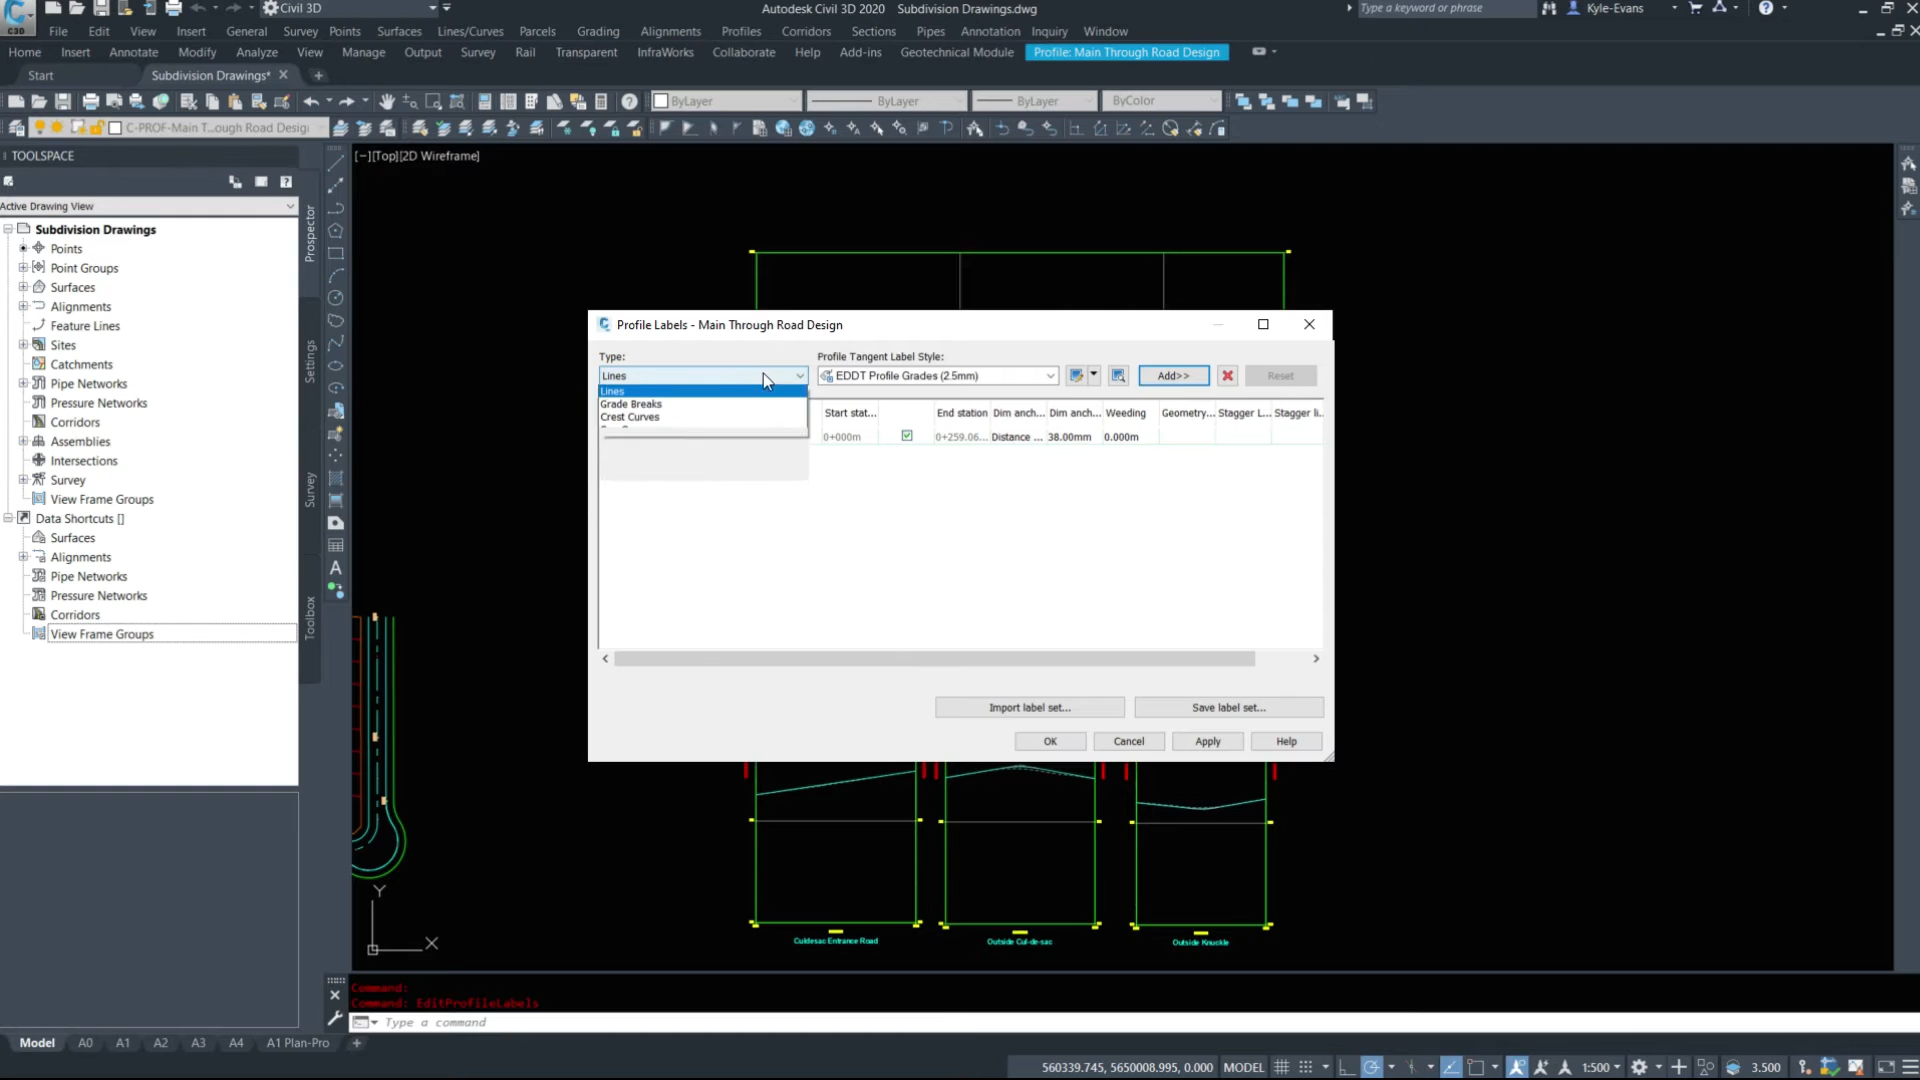 C3D
Civil 3D
Autodesk Civil 3D 2020 Subdivision Drawings.dwg
Type a keyword or phrase
Kyle-Evans
File Edit View Insert General Survey Points Surfaces Lines/Curves Parcels Grading Alignments Profiles Corridors Sections Pipes Annotation Inquiry Window
Home Insert Annotate Modify Analyze View Manage Output Survey Rail Transparent InfraWorks Collaborate Help Add-ins Geotechnical Module Profile: Main Through Road Design
Start Subdivision Drawings*
ByLayer ByLayer ByLayer ByColor
C-PROF-Main T...ough Road Design
TOOLSPACE
[−][Top][2D Wireframe]
Active Drawing View
Subdivision Drawings
Points
Point Groups
Surfaces
Alignments
Feature Lines
Sites
Catchments
Pipe Networks
Pressure Networks
Corridors
Assemblies
Intersections
Survey
View Frame Groups
Data Shortcuts []
Surfaces
Alignments
Pipe Networks
Pressure Networks
Corridors
View Frame Groups
Prospector
Settings
Survey
Toolbox
Profile Labels - Main Through Road Design
Type: Profile Tangent Label Style:
Lines EDDT Profile Grades (2.5mm) Add>> Reset
Lines
Grade Breaks
Crest Curves
Start stat... End station Dim anch... Dim anch... Weeding Geometry... Stagger L... Stagger li...
0+000m 0+259.06... Distance ... 38.00mm 0.000m
Import label set... Save label set...
OK Cancel Apply Help
Culdesac Entrance Road Outside Cul-de-sac Outside Knuckle
Y
X
Command:
Command: EditProfileLabels
Type a command
Model A0 A1 A2 A3 A4 A1 Plan-Pro
560339.745, 5650008.995, 0.000 MODEL 1:500 3.500